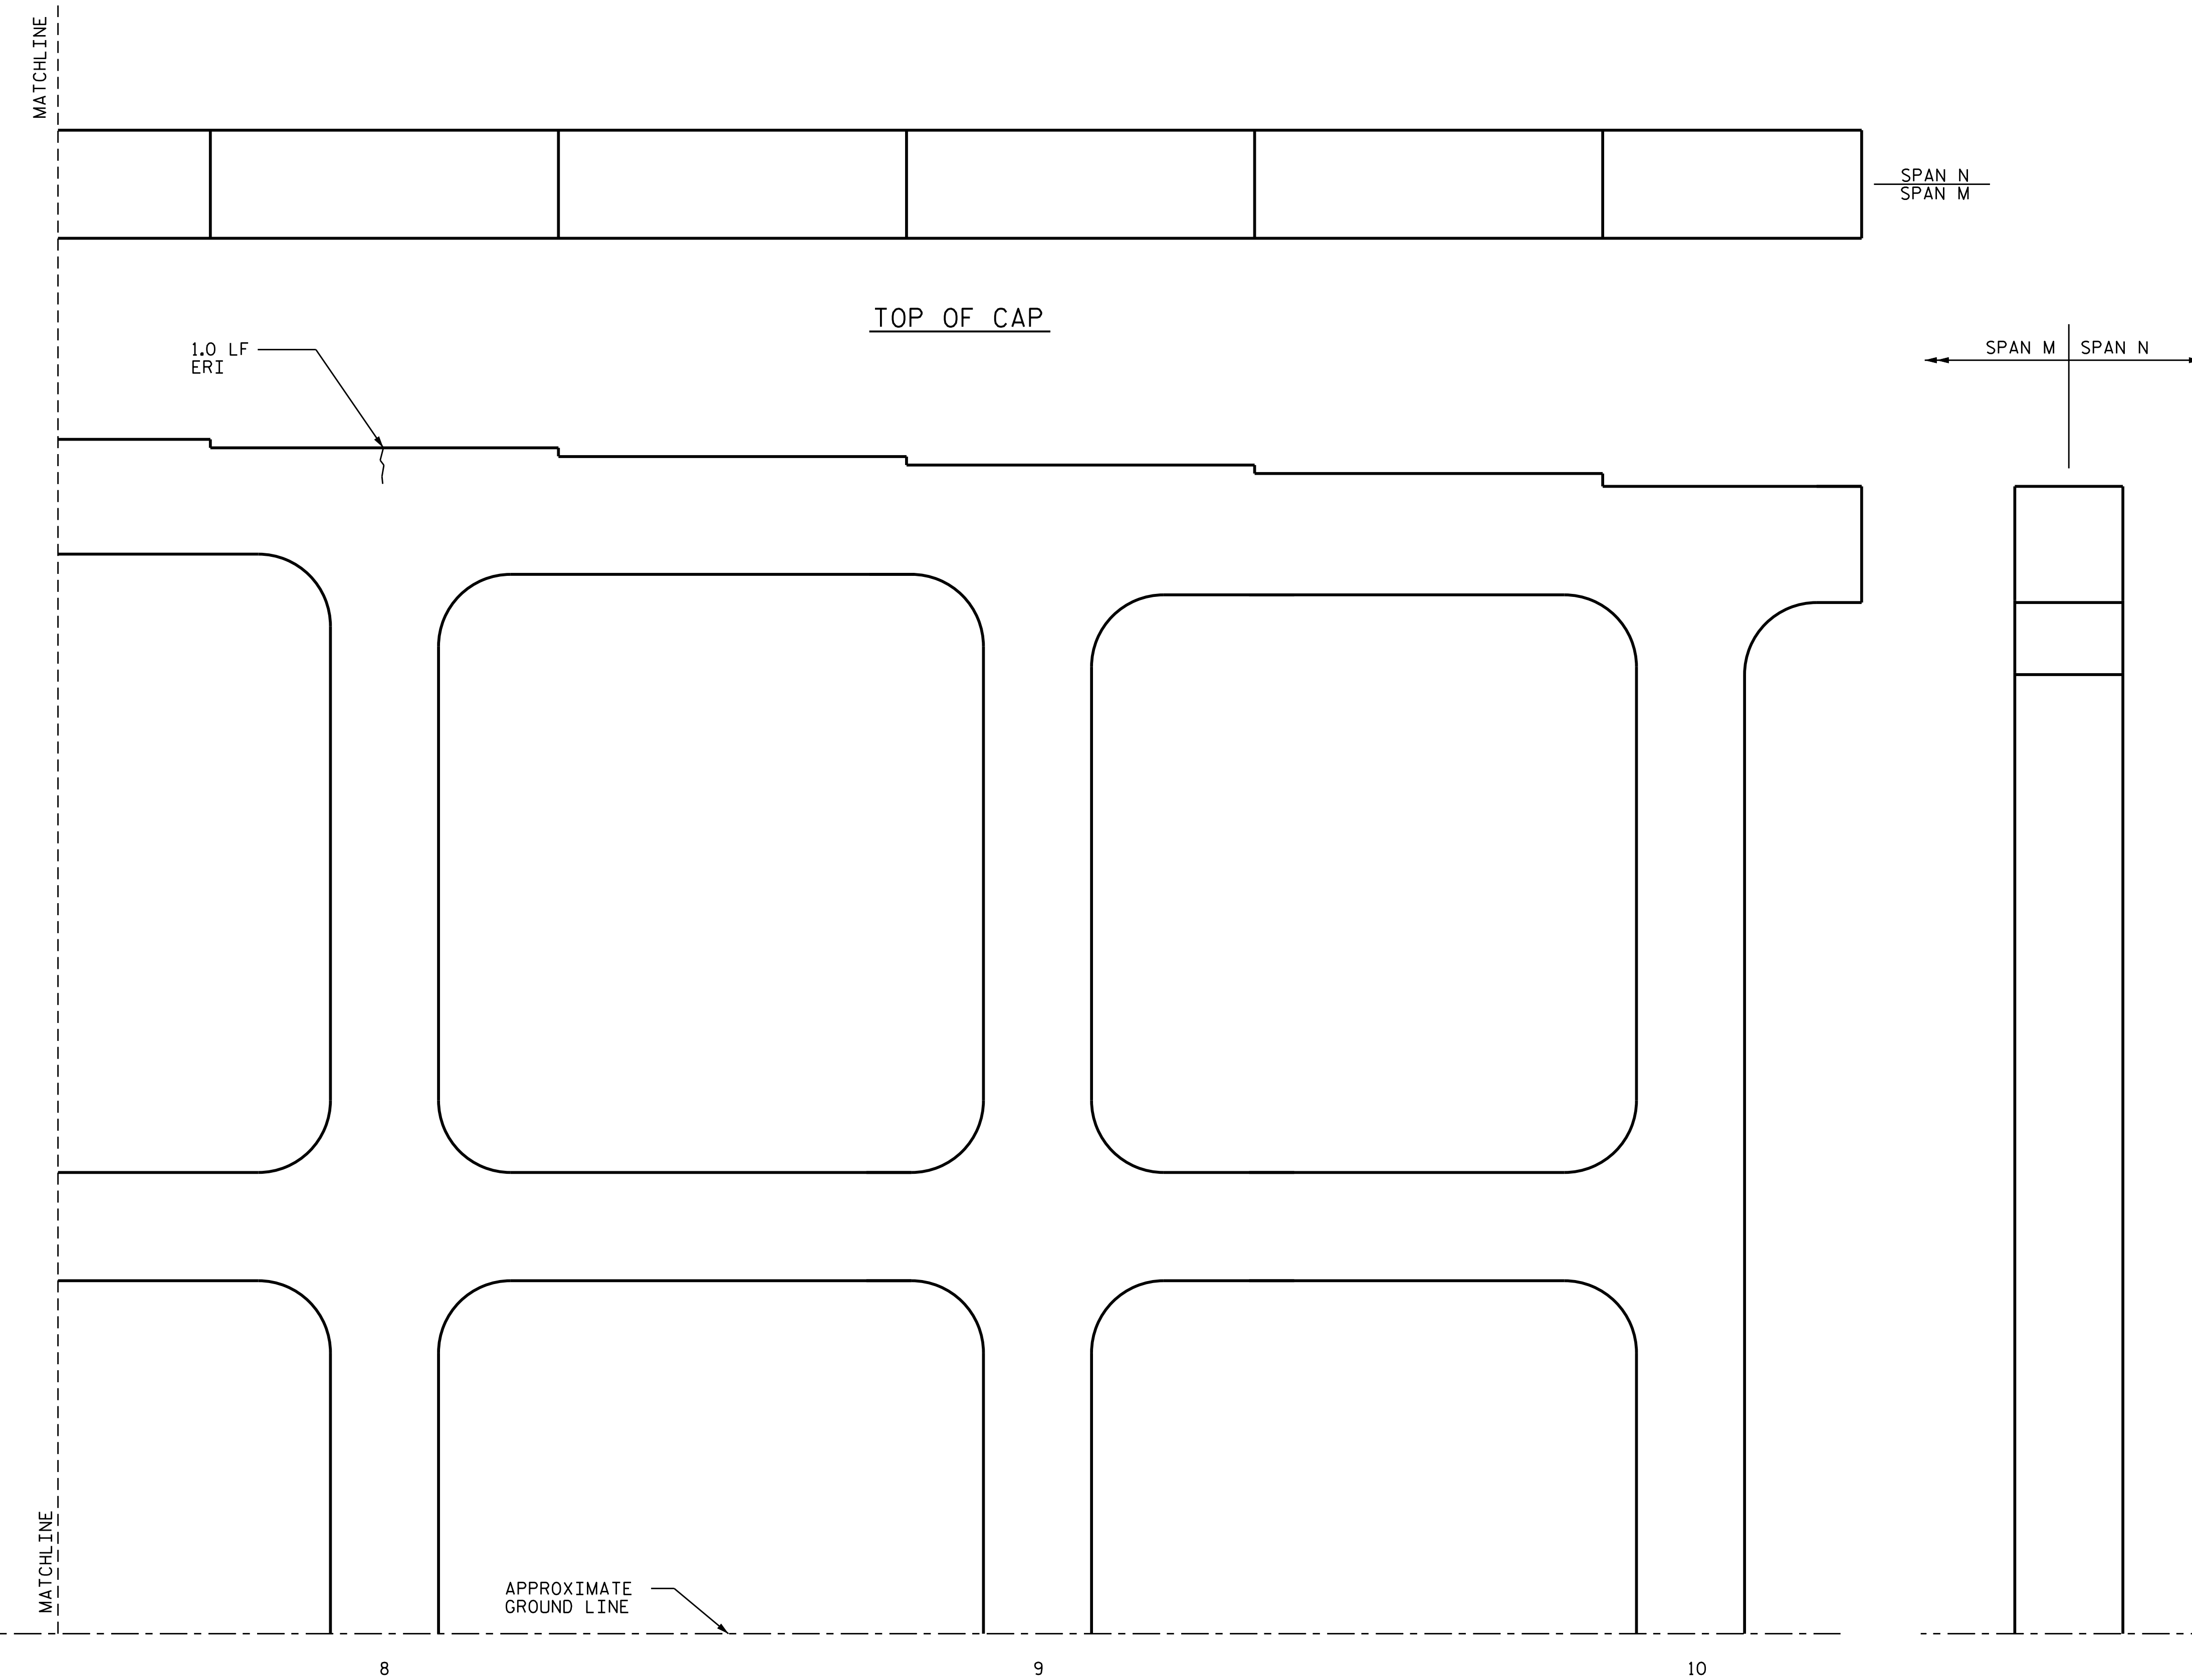 MATCHLINE
SPAN N
SPAN M
TOP OF CAP
1.0 LF
ERI
SPAN M
SPAN N
MATCHLINE
APPROXIMATE
GROUND LINE
8
9
10